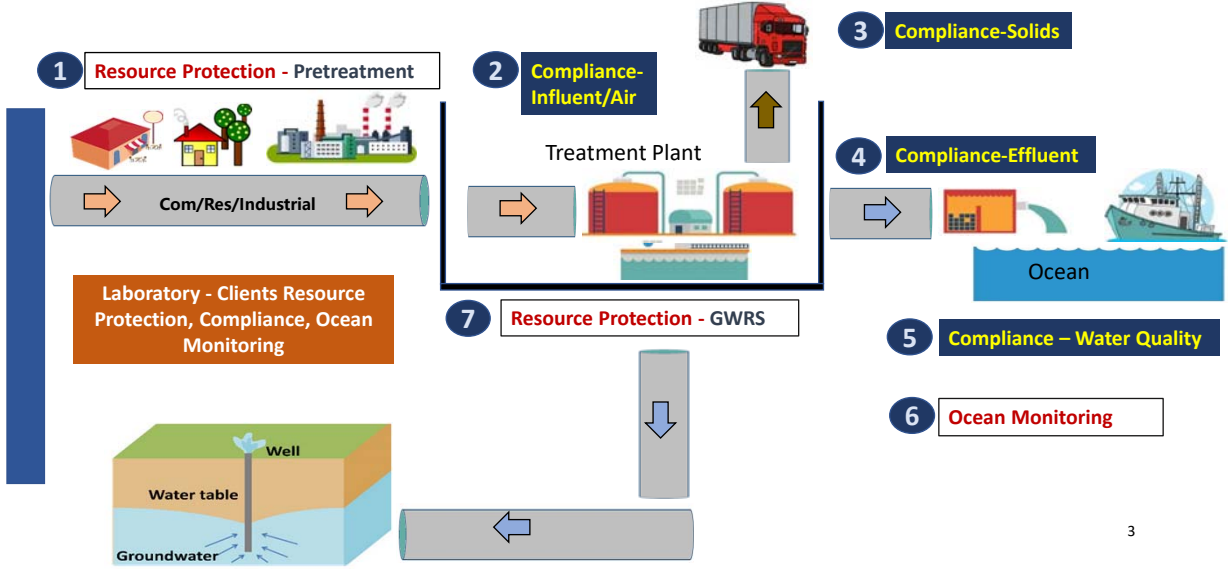 1
Resource Protection - Pretreatment
2
Compliance-
Influent/Air
3
Compliance-Solids
Com/Res/Industrial
Treatment Plant
4
Compliance-Effluent
Ocean
Laboratory - Clients Resource
Protection, Compliance, Ocean
Monitoring
7
Resource Protection - GWRS
5
Compliance – Water Quality
6
Ocean Monitoring
Well
Water table
Groundwater
3